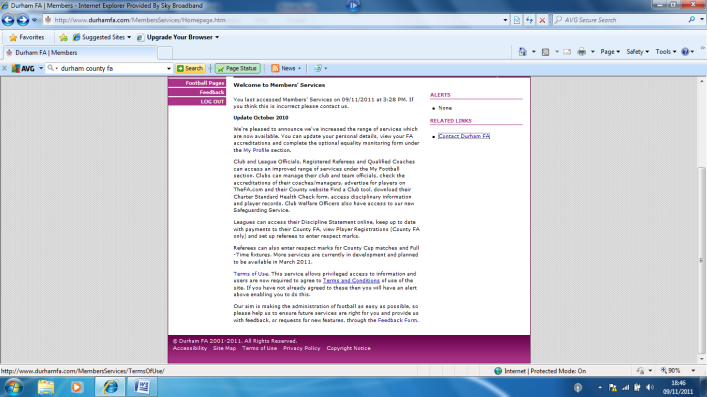 Durham FA | Members - Internet Explorer Provided By Sky Broadband
http://www.durhamfa.com/MembersServices/Homepage.htm
AVG Secure Search
Favorites Suggested Sites Upgrade Your Browser
Durham FA | Members
Page Safety Tools
AVG durham county fa Search Page Status News
Football Pages
Feedback
LOG OUT
Welcome to Members' Services
You last accessed Members' Services on 09/11/2011 at 3:28 PM. If
you think this is incorrect please contact us.
Update October 2010
We're pleased to announce we've increased the range of services which
are now available. You can update your personal details, view your FA
accreditations and complete the optional equality monitoring form under
the My Profile section.
Club and League Officials, Registered Referees and Qualified Coaches
can access an improved range of services under the My Football
section. Clubs can manage their club and team officials, check the
accreditations of their coaches/managers, advertise for players on
TheFA.com and their County website Find a Club tool, download their
Charter Standard Health Check form, access disciplinary information
and player records. Club Welfare Officers also have access to our new
Safeguarding Service.
Leagues can access their Discipline Statement online, keep up to date
with payments to their County FA, view Player Registrations (County FA
only) and set up referees to enter respect marks.
Referees can also enter respect marks for County Cup matches and Full
-Time fixtures. More services are currently in development and planned
to be available in March 2011.
Terms of Use. This service allows privileged access to information and
users are now required to agree to Terms and Conditions of use of the
site. If you have not already agreed to these then you will have an alert
above enabling you to do this.
Our aim is making the administration of football as easy as possible, so
please help us to ensure future services are right for you and provide us
with feedback, or requests for new features, through the Feedback Form.
ALERTS
None
RELATED LINKS
Contact Durham FA
© Durham FA 2001-2011. All Rights Reserved.
Accessibility Site Map Terms of Use Privacy Policy Copyright Notice
http://www.durhamfa.com/MembersServices/TermsOfUse/
Internet | Protected Mode: On
90%
18:46
09/11/2011